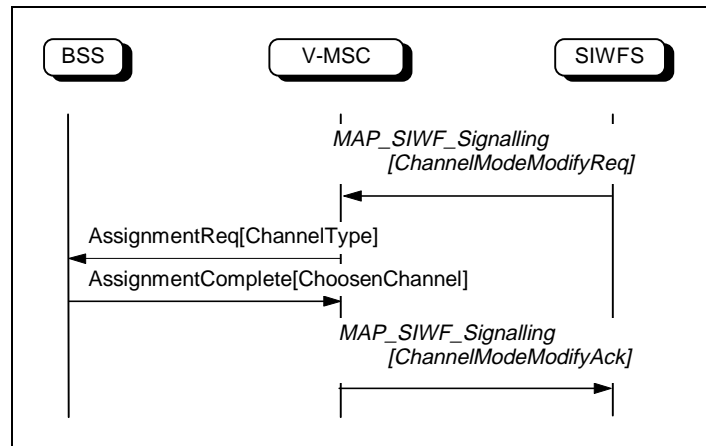 BSS
V-MSC
SIWFS
MAP_SIWF_Signalling
[ChannelModeModifyReq]
AssignmentReq[ChannelType]
AssignmentComplete[ChoosenChannel]
MAP_SIWF_Signalling
[ChannelModeModifyAck]